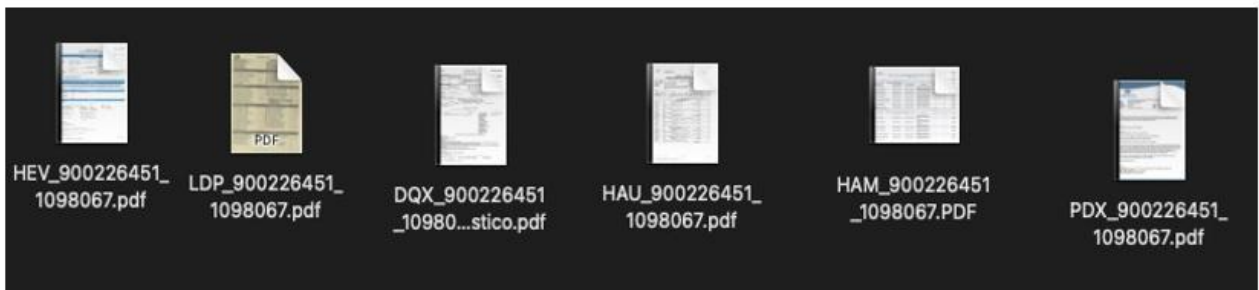 PDF
HEV_900226451_
1098067.pdf
LDP_900226451_
1098067.pdf
DQX_900226451
_10980...stico.pdf
HAU_900226451_
1098067.pdf
HAM_900226451
_1098067.PDF
PDX_900226451_
1098067.pdf